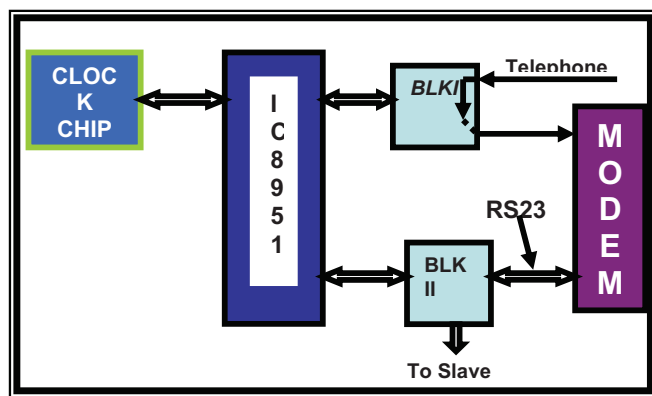 CLOC
K
CHIP
I
C
8
9
5
1
BLKI
Telephone
M
O
D
E
M
RS23
BLK
II
To Slave